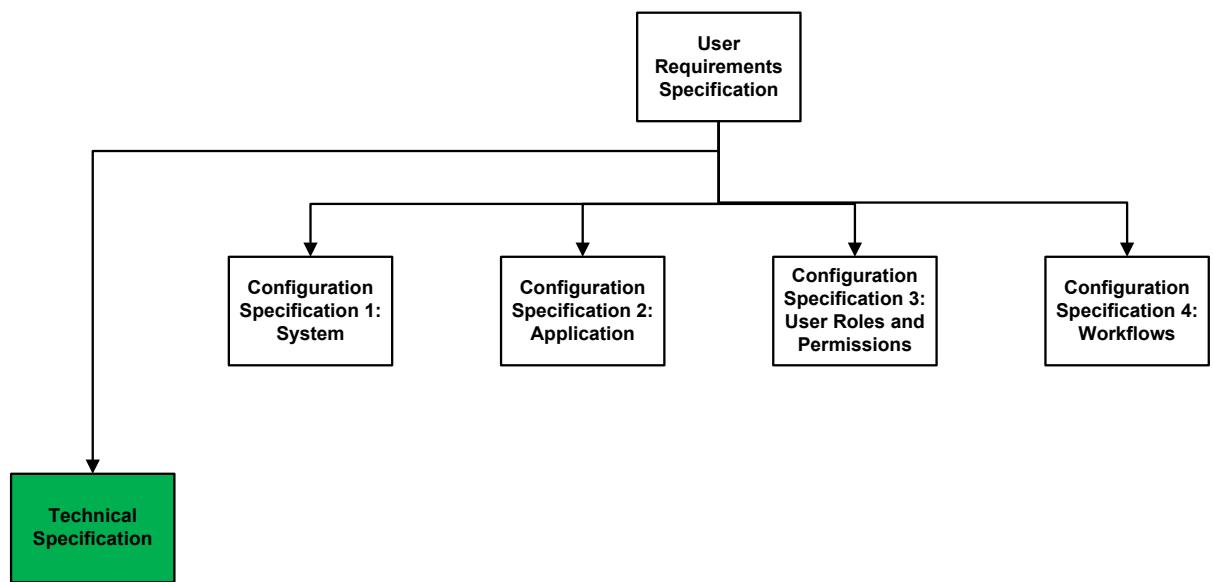 User
Requirements
Specification
Configuration
Specification 1:
System
Configuration
Specification 2:
Application
Configuration
Specification 3:
User Roles and
Permissions
Configuration
Specification 4:
Workflows
Technical
Specification